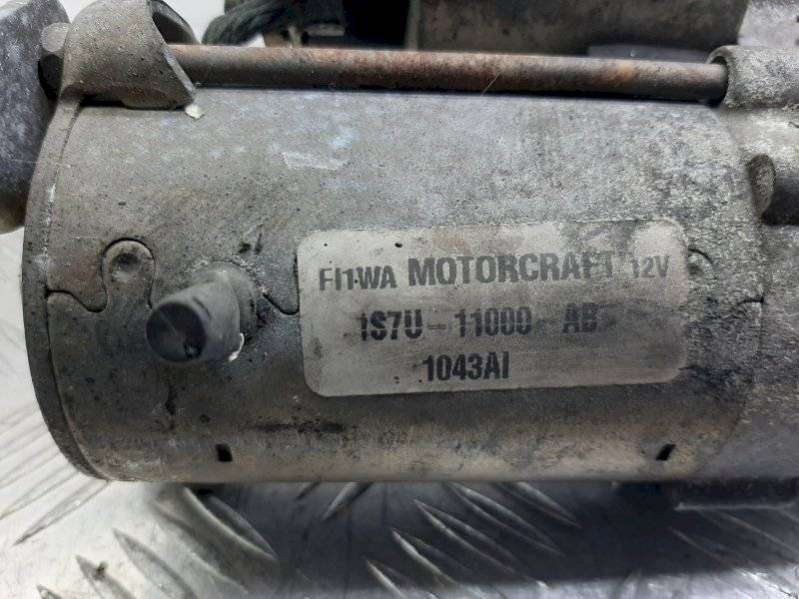 FI1-WA MOTORCRAFT 12V
1S7U-11000-AB
1043AI